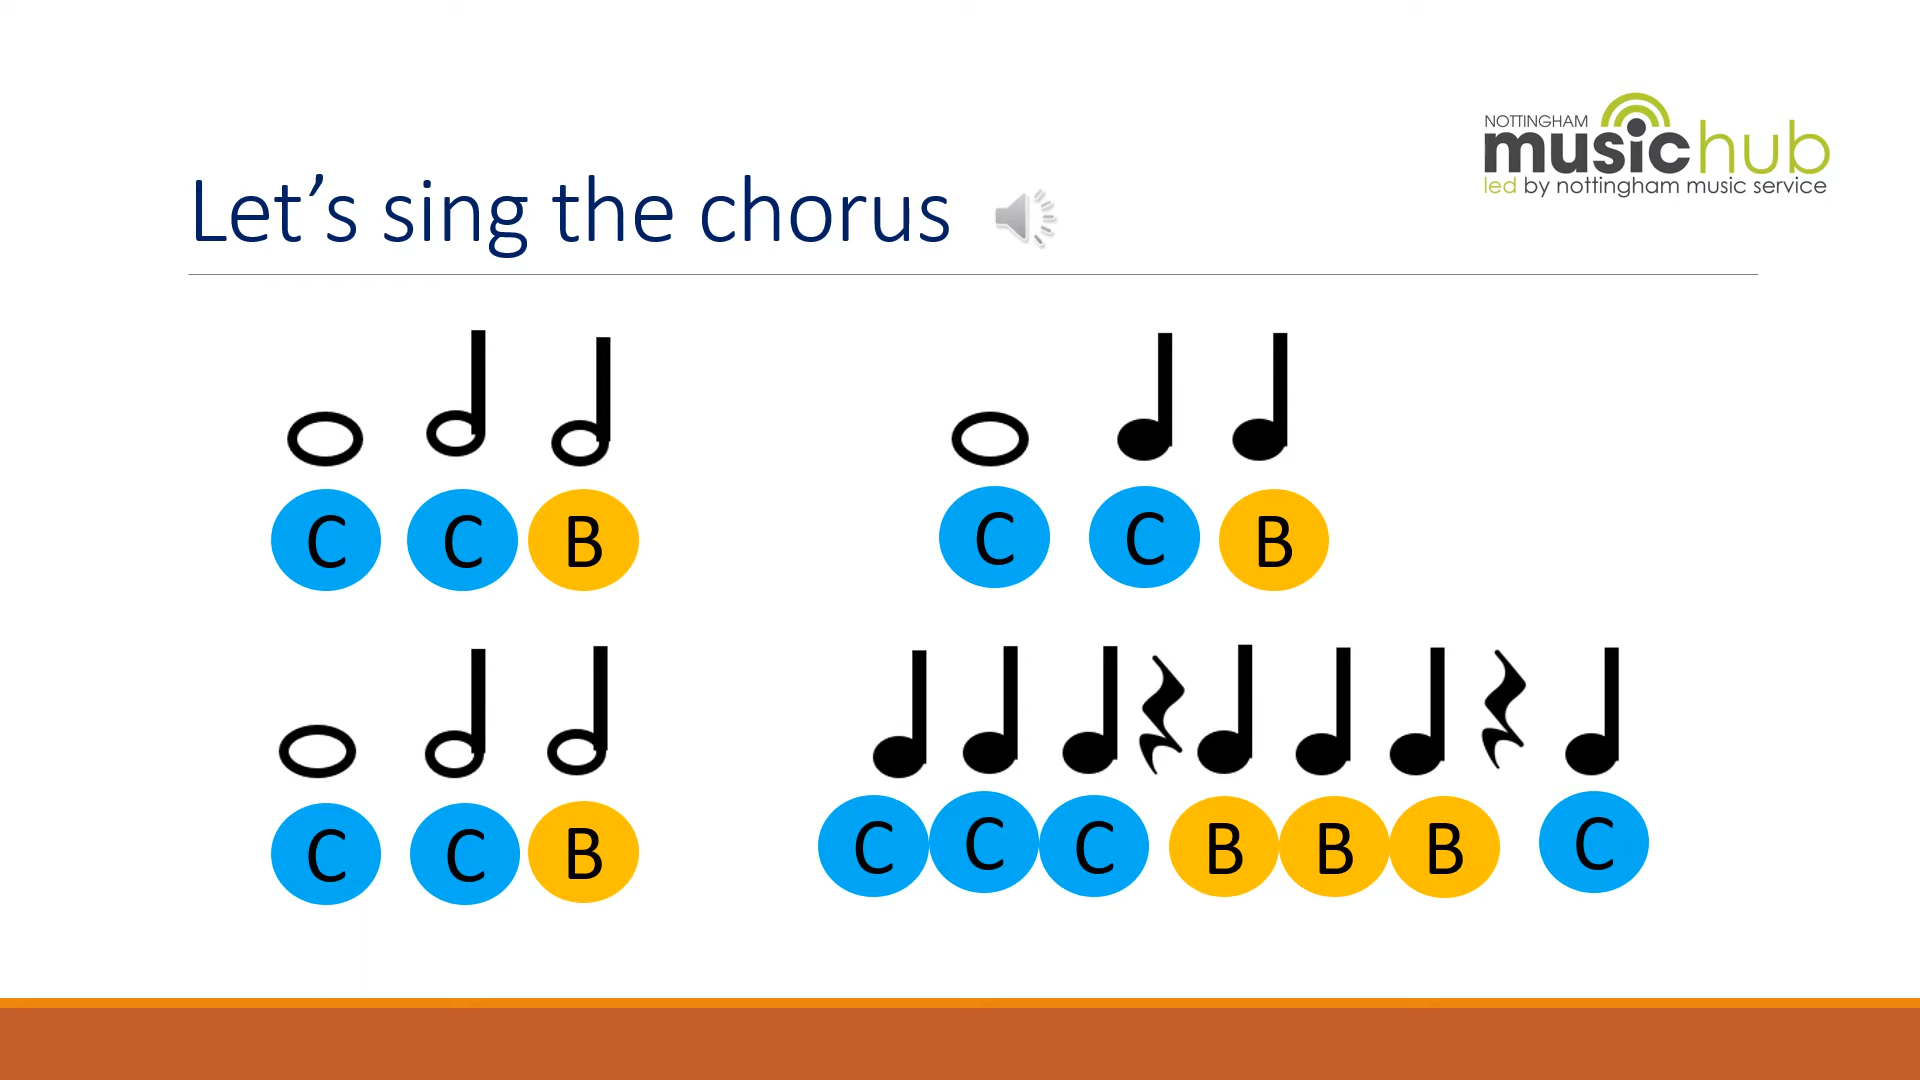 NOTTINGHAM
musichub
led by nottingham music service
Let’s sing the chorus
C C B
C C B
C C B
C C C B B B C